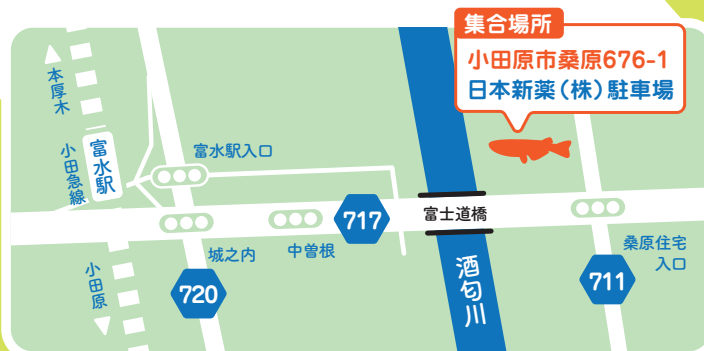 集合場所
小田原市桑原676-1
日本新薬(株)駐車場
本厚木
小田急線
富水駅
富水駅入口
717
富士道橋
城之内
中曽根
桑原住宅
入口
小田原
720
酒匂川
711